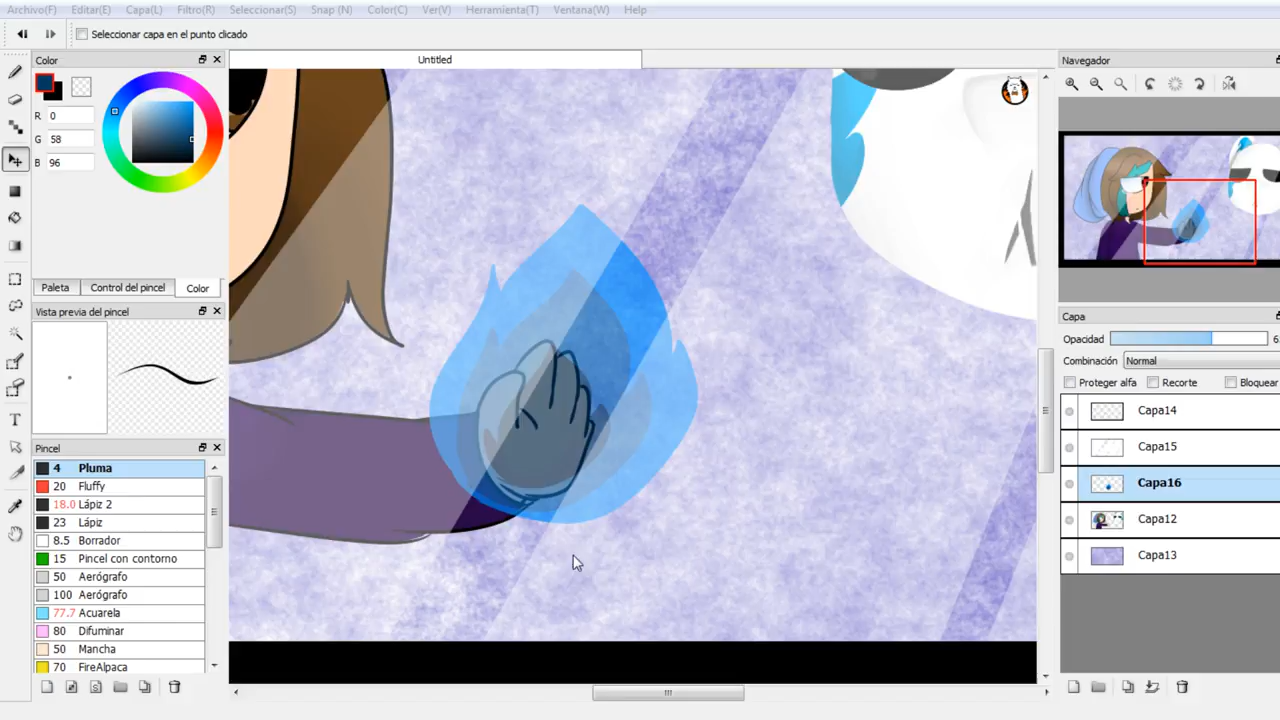 Archivo(F) Editar(E) Capa(L) Filtro(R) Seleccionar(S) Snap (N) Color(C) Ver(V) Herramienta(T) Ventana(W) Help
Seleccionar capa en el punto clicado
Color
Untitled
Navegador
R 0
G 58
B 96
Paleta Control del pincel Color
Vista previa del pincel
Capa
Opacidad 6
Combinación Normal
Proteger alfa Recorte Bloquear
Capa14
Capa15
Capa16
Capa12
Capa13
Pincel
4 Pluma
20 Fluffy
18.0 Lápiz 2
23 Lápiz
8.5 Borrador
15 Pincel con contorno
50 Aerógrafo
100 Aerógrafo
77.7 Acuarela
80 Difuminar
50 Mancha
70 FireAlpaca